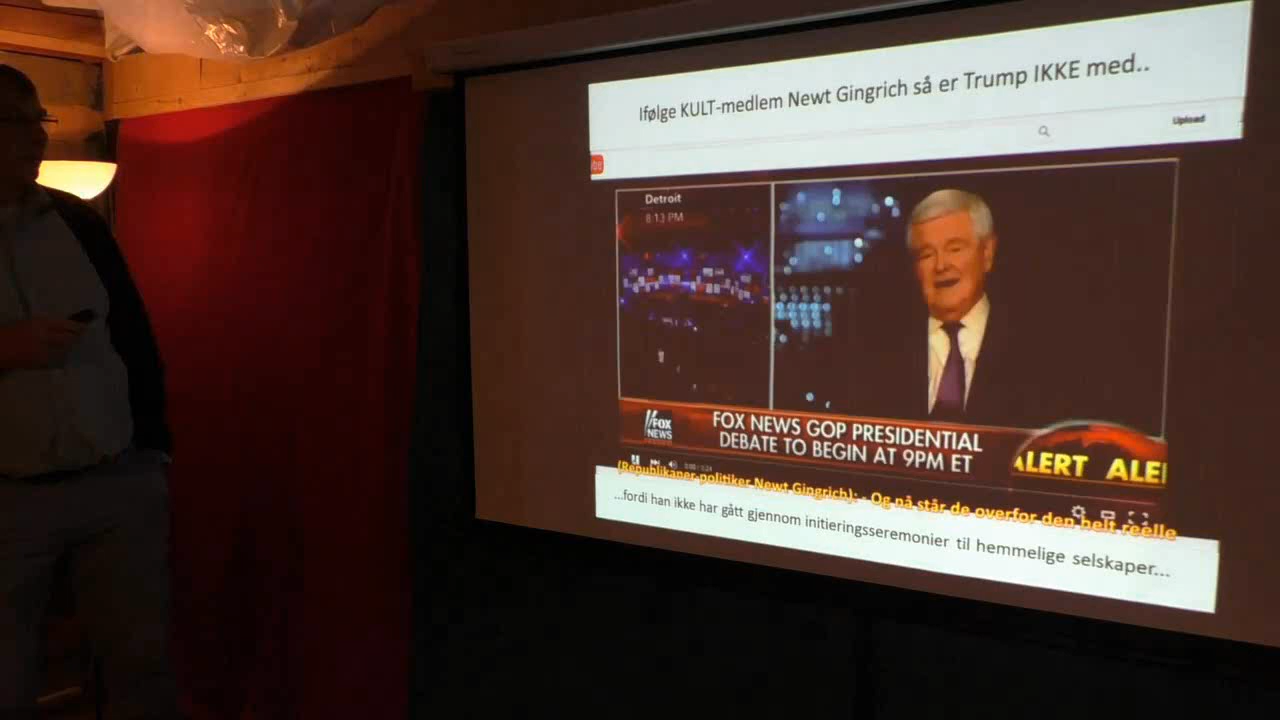 Ifølge KULT-medlem Newt Gingrich så er Trump IKKE med..
Upload
Detroit
8:13 PM
FOX
NEWS
FOX NEWS GOP PRESIDENTIAL
DEBATE TO BEGIN AT 9PM ET
ALERT ALE
(Republikaner politiker Newt Gingrich): - Og nå står de overfor den helt reelle
...fordi han ikke har gått gjennom initieringsseremonier til hemmelige selskaper...